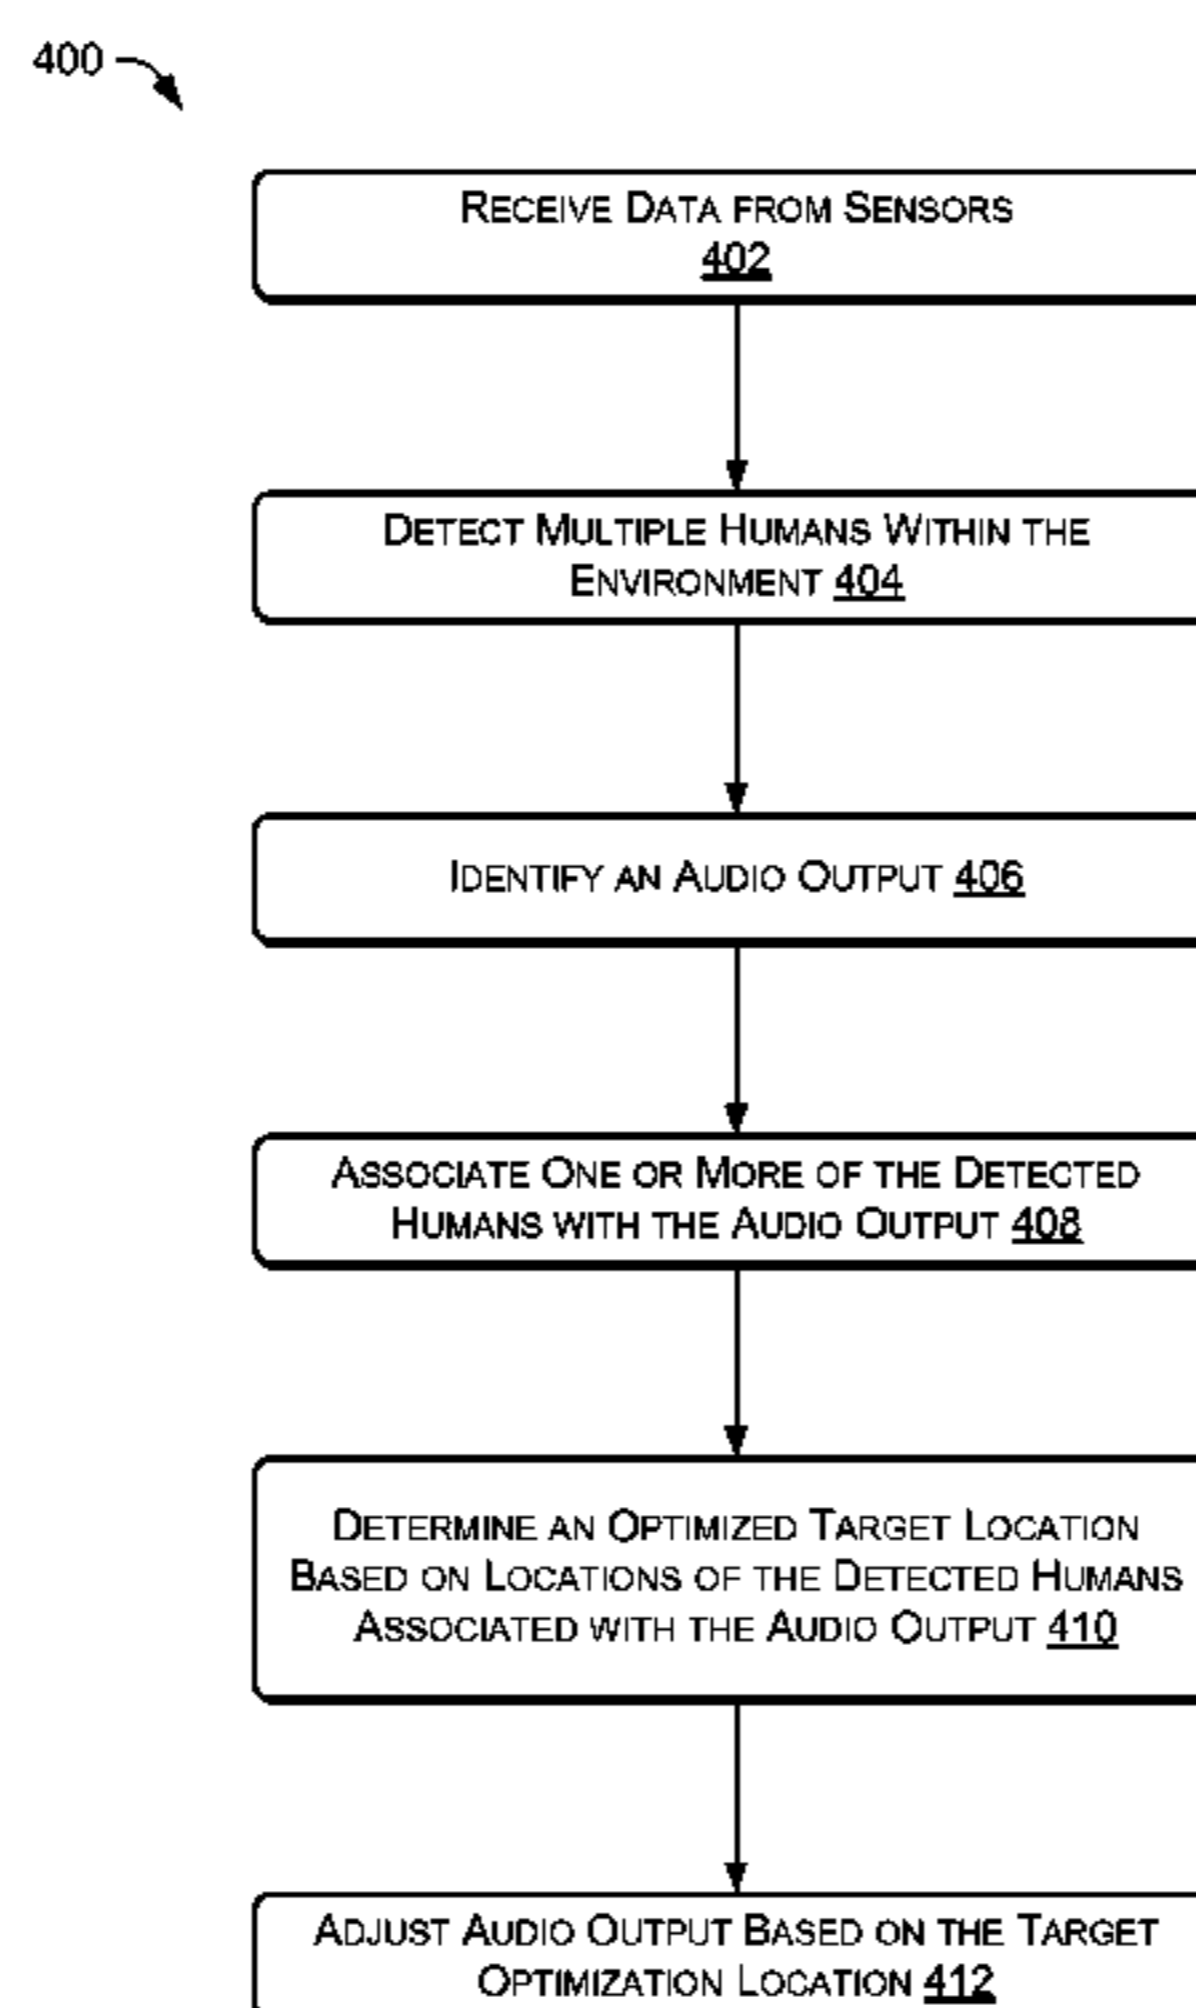 400
RECEIVE DATA FROM SENSORS
402
DETECT MULTIPLE HUMANS WITHIN THE
ENVIRONMENT 404
IDENTIFY AN AUDIO OUTPUT 406
ASSOCIATE ONE OR MORE OF THE DETECTED
HUMANS WITH THE AUDIO OUTPUT 408
DETERMINE AN OPTIMIZED TARGET LOCATION
BASED ON LOCATIONS OF THE DETECTED HUMANS
ASSOCIATED WITH THE AUDIO OUTPUT 410
ADJUST AUDIO OUTPUT BASED ON THE TARGET
OPTIMIZATION LOCATION 412